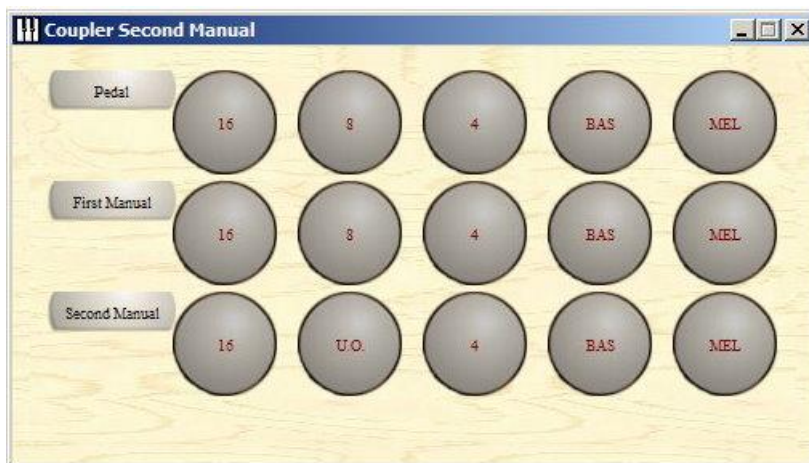 Coupler Second Manual
Pedal
16 8 4 BAS MEL
First Manual
16 8 4 BAS MEL
Second Manual
16 U.O. 4 BAS MEL